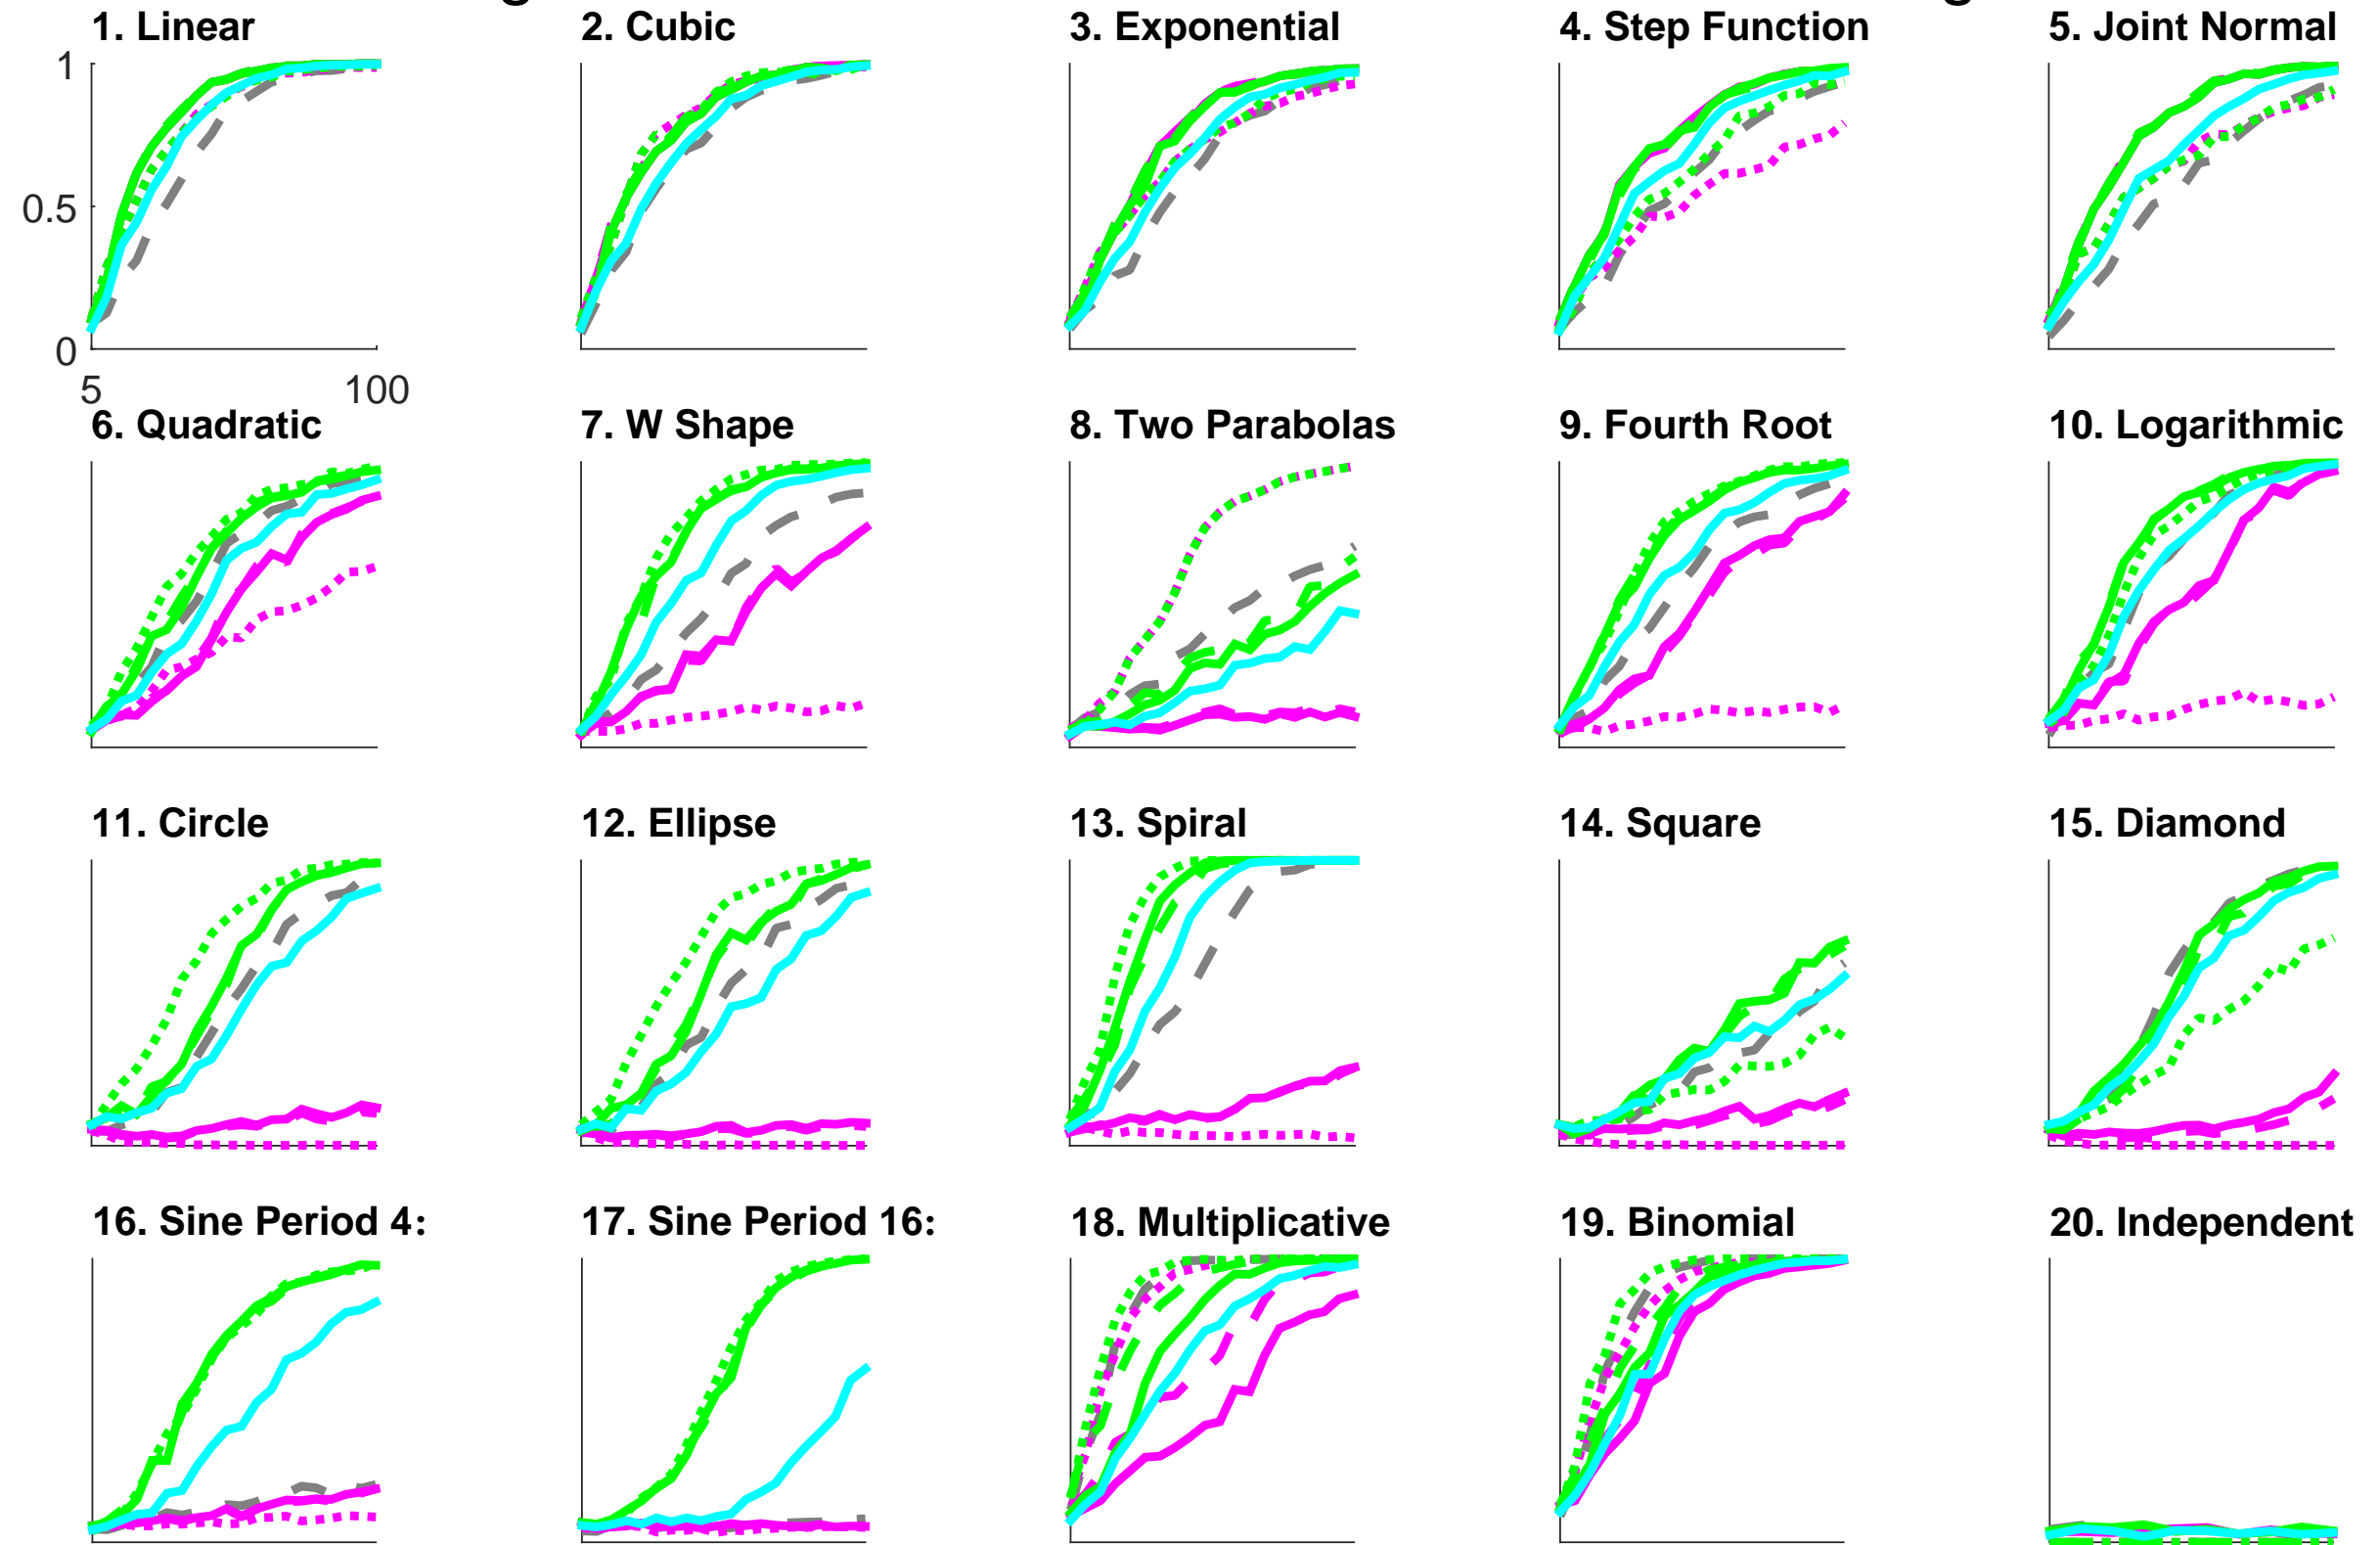 1. Linear
2. Cubic
3. Exponential
4. Step Function
5. Joint Normal
1
0.5
0
5
100
6. Quadratic
7. W Shape
8. Two Parabolas
9. Fourth Root
10. Logarithmic
11. Circle
12. Ellipse
13. Spiral
14. Square
15. Diamond
16. Sine Period 4:
17. Sine Period 16:
18. Multiplicative
19. Binomial
20. Independent